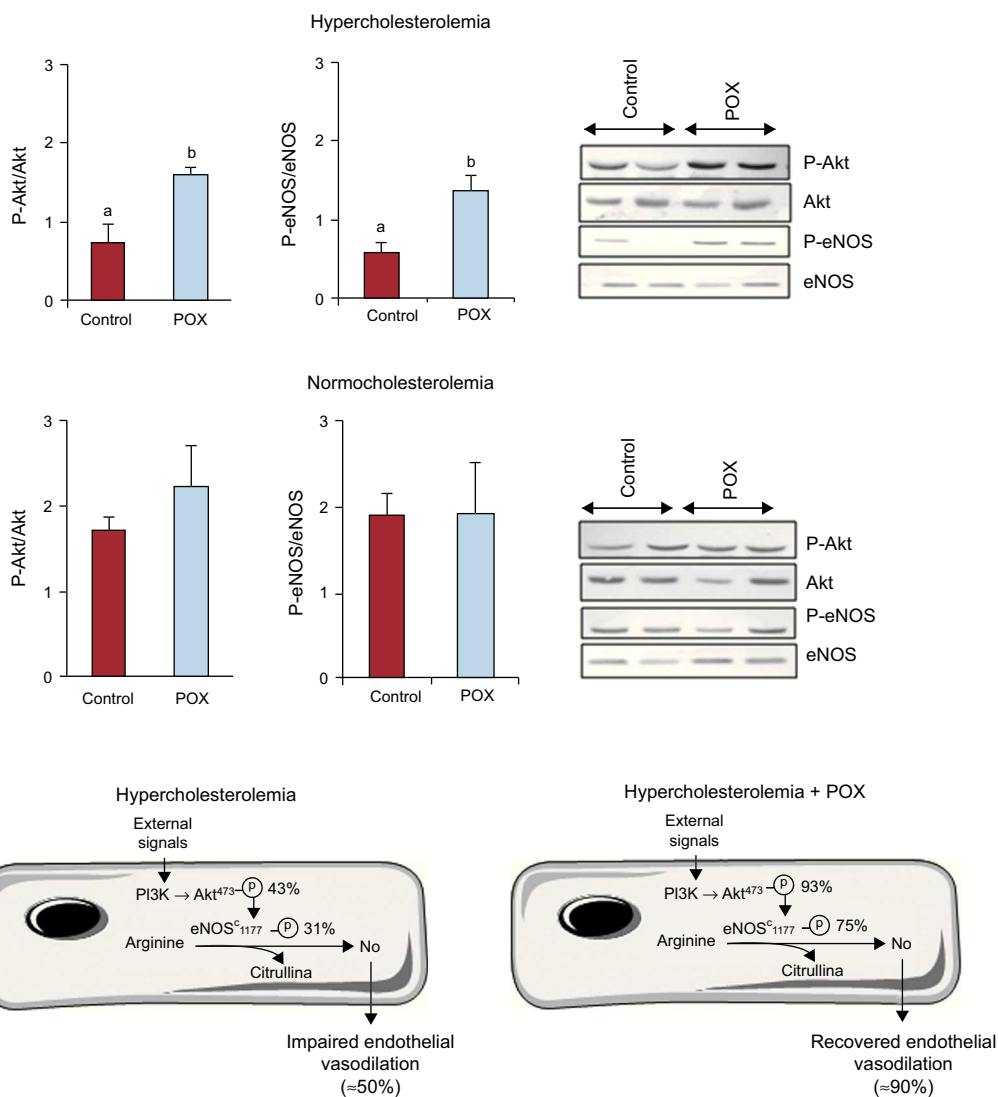 Hypercholesterolemia
P-Akt/Akt
3
2
1
0
a
b
Control
POX
P-eNOS/eNOS
3
2
1
0
a
b
Control
POX
Control
POX
P-Akt
Akt
P-eNOS
eNOS
Normocholesterolemia
P-Akt/Akt
3
2
1
0
Control
POX
P-eNOS/eNOS
3
2
1
0
Control
POX
Control
POX
P-Akt
Akt
P-eNOS
eNOS
Hypercholesterolemia
External
signals
PI3K → Akt⁴⁷³ P 43%
eNOSᶜ₁₁₇₇ P 31%
Arginine
No
Citrullina
Impaired endothelial
vasodilation
(≈50%)
Hypercholesterolemia + POX
External
signals
PI3K → Akt⁴⁷³ P 93%
eNOSᶜ₁₁₇₇ P 75%
Arginine
No
Citrullina
Recovered endothelial
vasodilation
(≈90%)